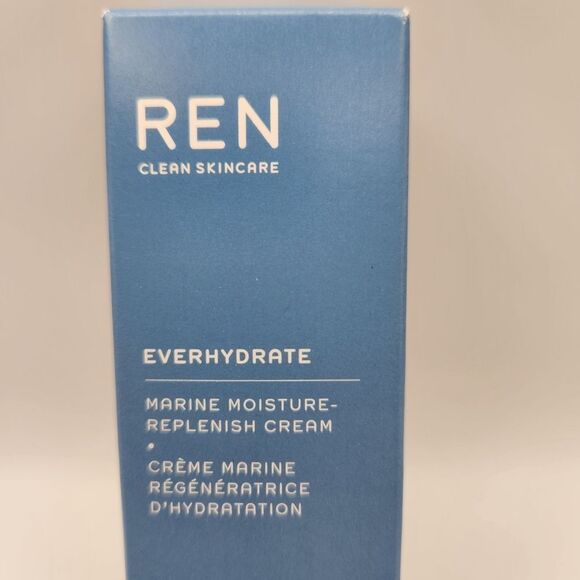 REN
CLEAN SKINCARE
EVERHYDRATE
MARINE MOISTURE-
REPLENISH CREAM
•
CRÈME MARINE
RÉGÉNÉRATRICE
D'HYDRATATION